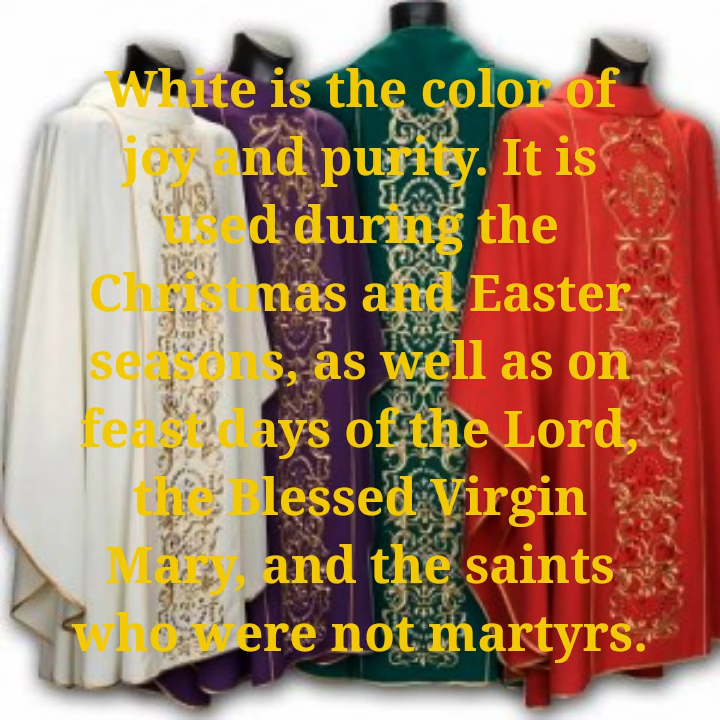 White is the color of
joy and purity. It is
used during the
Christmas and Easter
seasons, as well as on
feast days of the Lord,
the Blessed Virgin
Mary, and the saints
who were not martyrs.